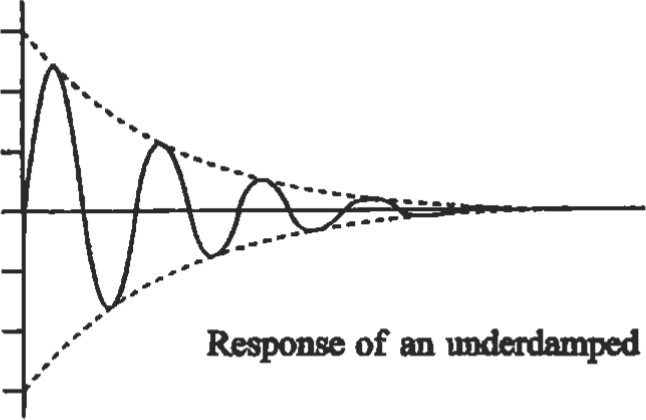 Response of an underdamped